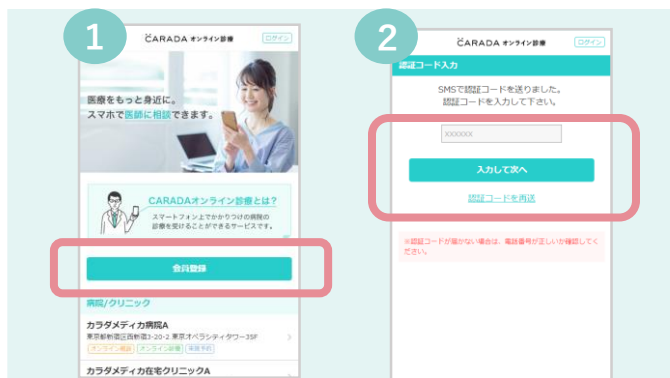 1
CARADA オンライン診療
ログイン
医療をもっと身近に。
スマホで医師に相談できます。
CARADAオンライン診療とは?
スマートフォン上でかかりつけの病院の
診療を受けることができるサービスです。
会員登録
病院/クリニック
カラダメディカ病院A
東京都新宿区西新宿3-20-2 東京オペラシティタワー35F
オンライン相談 オンライン診療 来院予約
カラダメディカ在宅クリニックA
2
CARADA オンライン診療
ログイン
認証コード入力
SMSで認証コードを送りました。
認証コードを入力して下さい。
xxxxxx
入力して次へ
認証コードを再送
※認証コードが届かない場合は、電話番号が正しいか確認してく
ださい。